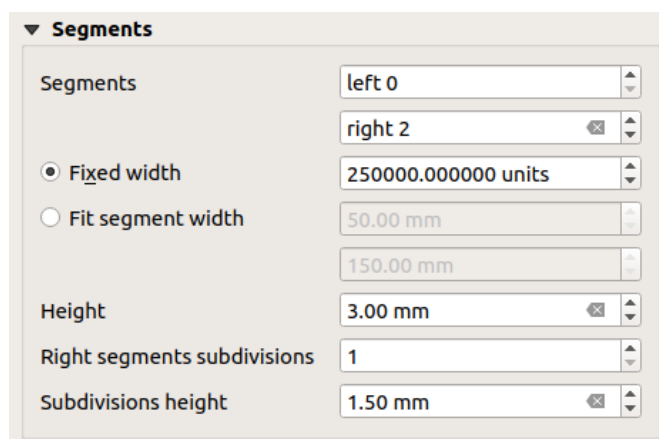 Segments
Segments left 0
right 2
Fixed width 250000.000000 units
Fit segment width 50.00 mm
150.00 mm
Height 3.00 mm
Right segments subdivisions 1
Subdivisions height 1.50 mm